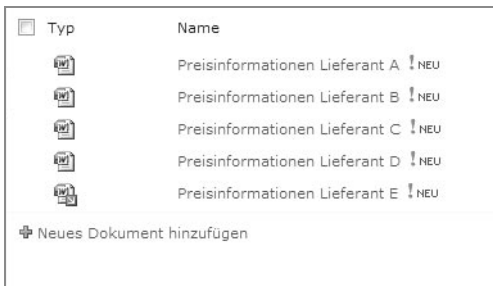 Typ Name
Preisinformationen Lieferant A ! NEU
Preisinformationen Lieferant B ! NEU
Preisinformationen Lieferant C ! NEU
Preisinformationen Lieferant D ! NEU
Preisinformationen Lieferant E ! NEU
Neues Dokument hinzufügen